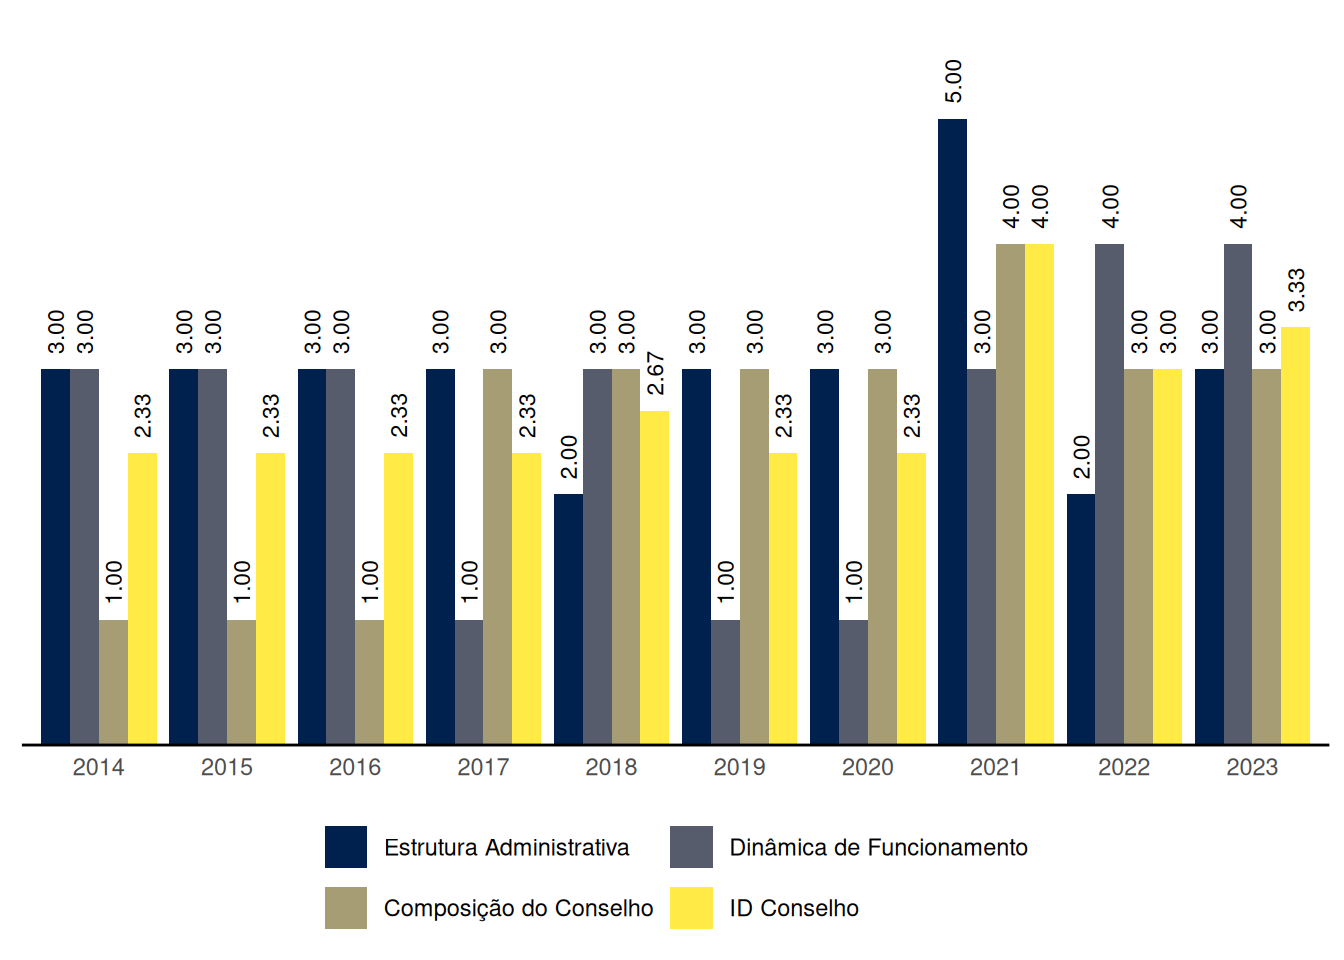 3.00 3.00 1.00 2.33 3.00 3.00 1.00 2.33 3.00 3.00 1.00 2.33 3.00 1.00 3.00 2.33 2.00 3.00 3.00 2.67 3.00 1.00 3.00 2.33 3.00 1.00 3.00 2.33 5.00 3.00 4.00 4.00 2.00 4.00 3.00 3.00 3.00 4.00 3.00 3.33
2014 2015 2016 2017 2018 2019 2020 2021 2022 2023
Estrutura Administrativa Dinâmica de Funcionamento
Composição do Conselho ID Conselho